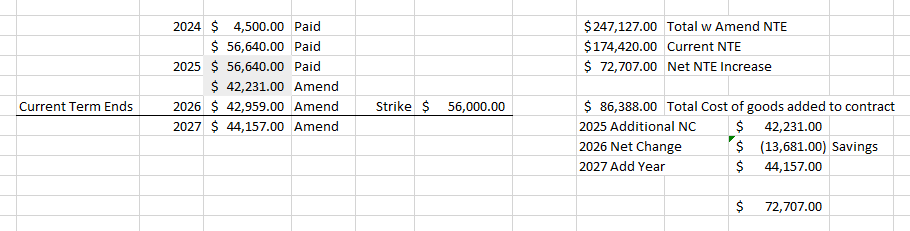 2024 $ 4,500.00 Paid $247,127.00 Total w Amend NTE
$ 56,640.00 Paid $174,420.00 Current NTE
2025 $ 56,640.00 Paid $ 72,707.00 Net NTE Increase
$ 42,231.00 Amend
Current Term Ends 2026 $ 42,959.00 Amend Strike $ 56,000.00 $ 86,388.00 Total Cost of goods added to contract
2027 $ 44,157.00 Amend 2025 Additional NC $ 42,231.00
2026 Net Change $ (13,681.00) Savings
2027 Add Year $ 44,157.00
$ 72,707.00